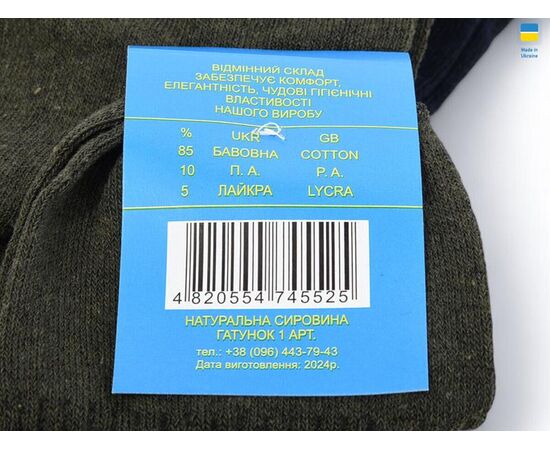 Made in
Ukraine
ВІДМІННИЙ СКЛАД
ЗАБЕЗПЕЧУЄ КОМФОРТ,
ЕЛЕГАНТНІСТЬ, ЧУДОВІ ГІГІЄНІЧНІ
ВЛАСТИВОСТІ
НАШОГО ВИРОБУ
% UKR GB
85 БАВОВНА COTTON
10 П. А. P. A.
5 ЛАЙКРА LYCRA
4 820554 745525
НАТУРАЛЬНА СИРОВИНА
ГАТУНОК 1 АРТ.
тел.: +38 (096) 443-79-43
Дата виготовлення: 2024р.